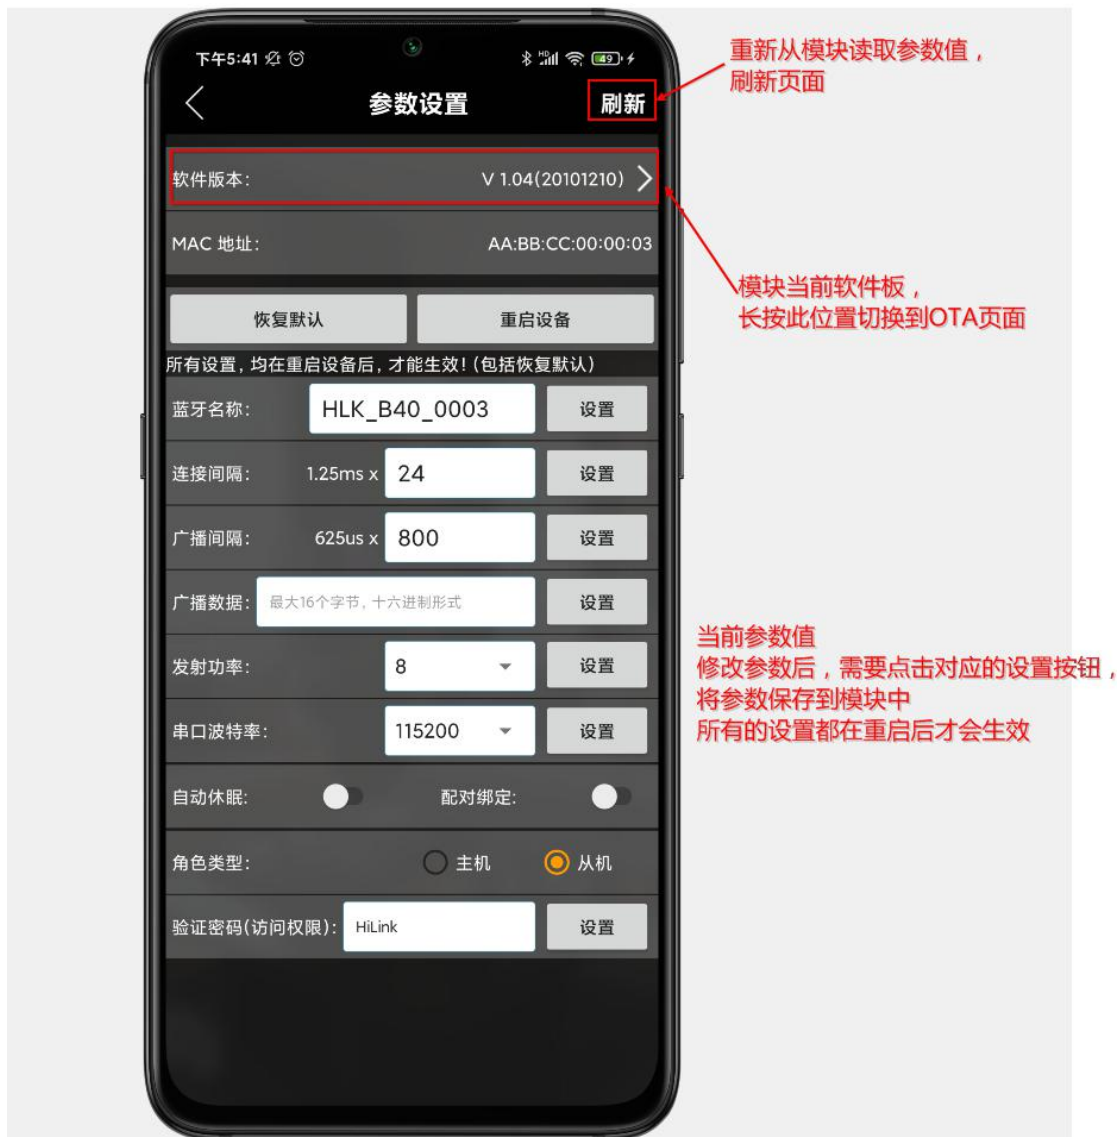 下午5:41
HD
49
参数设置
刷新
重新从模块读取参数值，
刷新页面
软件版本：
V 1.04(20101210)
MAC 地址：
AA:BB:CC:00:00:03
模块当前软件板，
长按此位置切换到OTA页面
恢复默认
重启设备
所有设置，均在重启设备后，才能生效！(包括恢复默认)
蓝牙名称：
HLK_B40_0003
设置
连接间隔：
1.25ms x
24
设置
广播间隔：
625us x
800
设置
广播数据：
最大16个字节，十六进制形式
设置
发射功率：
8
设置
串口波特率：
115200
设置
当前参数值
修改参数后，需要点击对应的设置按钮，
将参数保存到模块中
所有的设置都在重启后才会生效
自动休眠:
配对绑定:
角色类型：
主机
从机
验证密码(访问权限)：
HiLink
设置